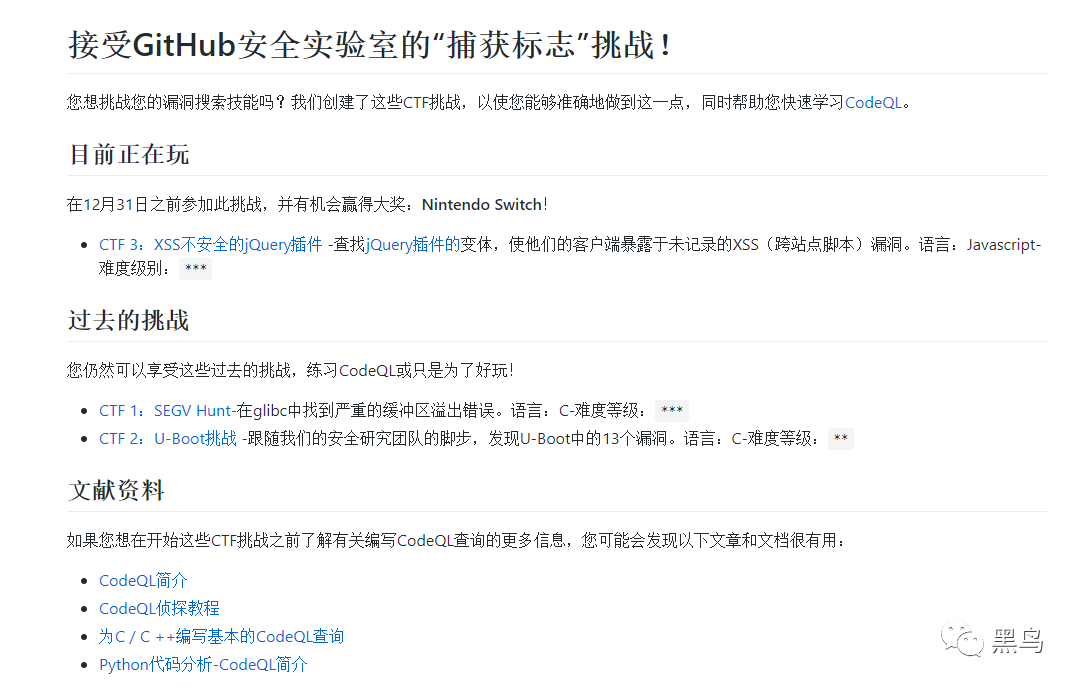 接受GitHub安全实验室的“捕获标志”挑战！
您想挑战您的漏洞搜索技能吗？我们创建了这些CTF挑战，以使您能够准确地做到这一点，同时帮助您快速学习CodeQL。
目前正在玩
在12月31日之前参加此挑战，并有机会赢得大奖：Nintendo Switch！
CTF 3：XSS不安全的jQuery插件 -查找jQuery插件的变体，使他们的客户端暴露于未记录的XSS（跨站点脚本）漏洞。语言：Javascript-
难度级别： ***
过去的挑战
您仍然可以享受这些过去的挑战，练习CodeQL或只是为了好玩！
CTF 1：SEGV Hunt-在glibc中找到严重的缓冲区溢出错误。语言：C-难度等级： ***
CTF 2：U-Boot挑战 -跟随我们的安全研究团队的脚步，发现U-Boot中的13个漏洞。语言：C-难度等级： **
文献资料
如果您想在开始这些CTF挑战之前了解有关编写CodeQL查询的更多信息，您可能会发现以下文章和文档很有用：
CodeQL简介
CodeQL侦探教程
为C / C ++编写基本的CodeQL查询
Python代码分析-CodeQL简介
黑鸟